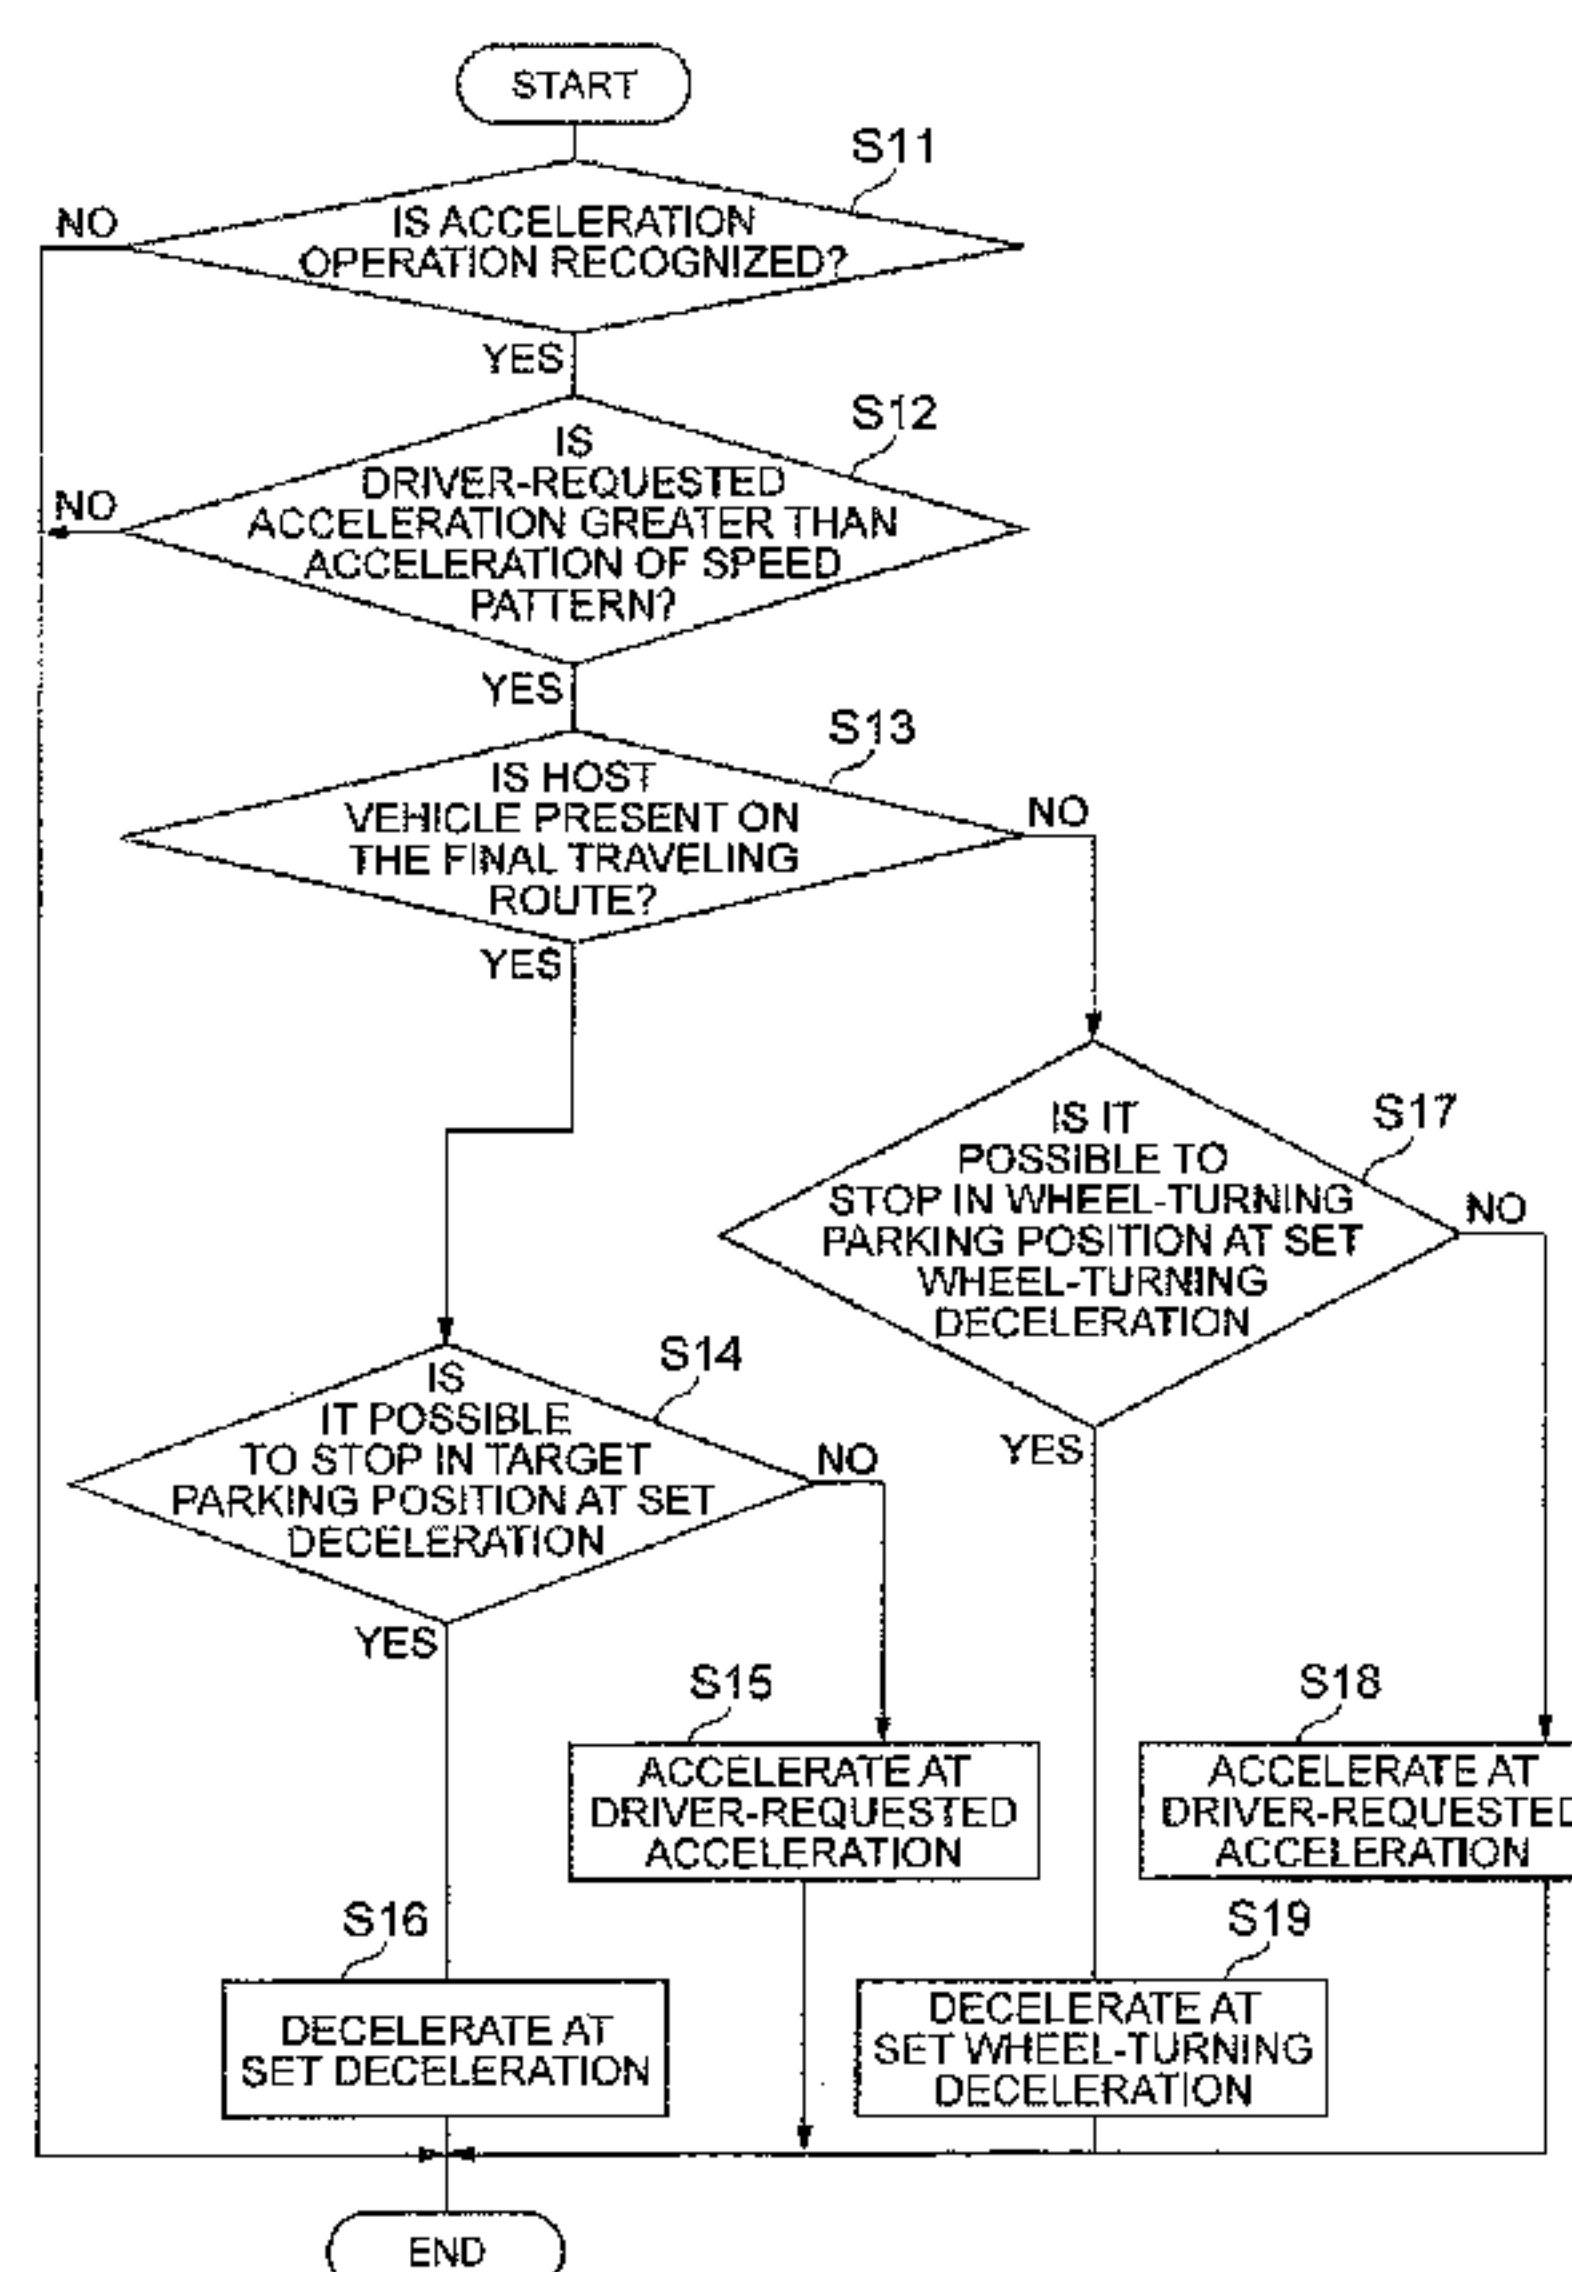 START
S11
NO
IS ACCELERATION
OPERATION RECOGNIZED?
YES
S12
IS
DRIVER-REQUESTED
ACCELERATION GREATER THAN
ACCELERATION OF SPEED
PATTERN?
NO
YES
S13
IS HOST
VEHICLE PRESENT ON
THE FINAL TRAVELING
ROUTE?
NO
YES
S17
IS IT
POSSIBLE TO
STOP IN WHEEL-TURNING
PARKING POSITION AT SET
WHEEL-TURNING
DECELERATION
NO
YES
S14
IS
IT POSSIBLE
TO STOP IN TARGET
PARKING POSITION AT SET
DECELERATION
NO
YES
S15
ACCELERATE AT
DRIVER-REQUESTED
ACCELERATION
S18
ACCELERATE AT
DRIVER-REQUESTED
ACCELERATION
S16
DECELERATE AT
SET DECELERATION
S19
DECELERATE AT
SET WHEEL-TURNING
DECELERATION
END